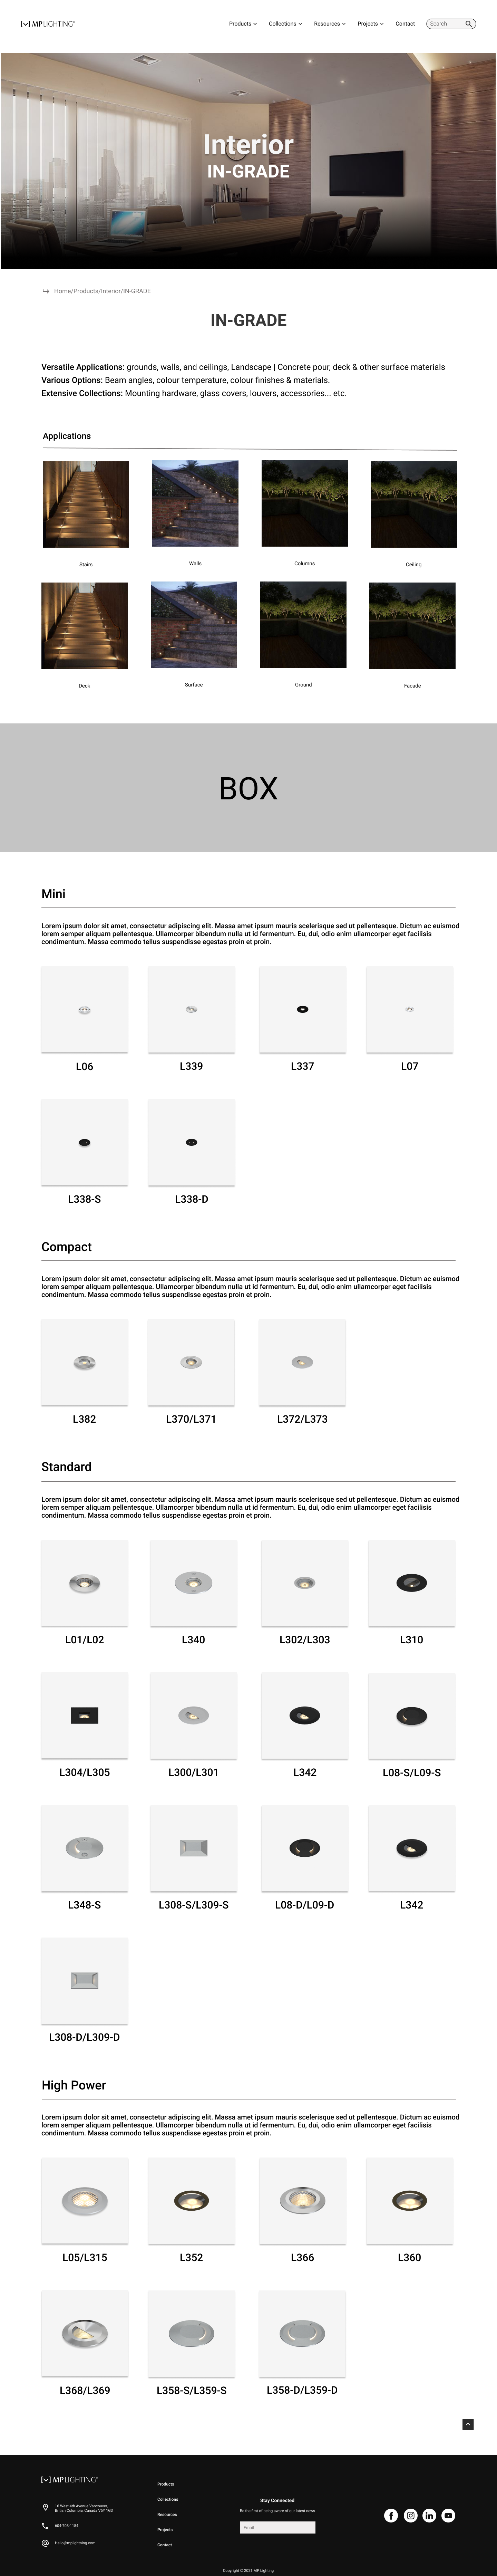 MP LIGHTING
Products
Collections
Resources
Projects
Contact
Search
Interior
IN-GRADE
Home/Products/Interior/IN-GRADE
IN-GRADE
Versatile Applications: grounds, walls, and ceilings, Landscape | Concrete pour, deck & other surface materials
Various Options: Beam angles, colour temperature, colour finishes & materials.
Extensive Collections: Mounting hardware, glass covers, louvers, accessories... etc.
Applications
Stairs
Walls
Columns
Ceiling
Deck
Surface
Ground
Facade
BOX
Mini
Lorem ipsum dolor sit amet, consectetur adipiscing elit. Massa amet ipsum mauris scelerisque sed ut pellentesque. Dictum ac euismod
lorem semper aliquam pellentesque. Ullamcorper bibendum nulla ut id fermentum. Eu, dui, odio enim ullamcorper eget facilisis
condimentum. Massa commodo tellus suspendisse egestas proin et proin.
L06
L339
L337
L07
L338-S
L338-D
Compact
Lorem ipsum dolor sit amet, consectetur adipiscing elit. Massa amet ipsum mauris scelerisque sed ut pellentesque. Dictum ac euismod
lorem semper aliquam pellentesque. Ullamcorper bibendum nulla ut id fermentum. Eu, dui, odio enim ullamcorper eget facilisis
condimentum. Massa commodo tellus suspendisse egestas proin et proin.
L382
L370/L371
L372/L373
Standard
Lorem ipsum dolor sit amet, consectetur adipiscing elit. Massa amet ipsum mauris scelerisque sed ut pellentesque. Dictum ac euismod
lorem semper aliquam pellentesque. Ullamcorper bibendum nulla ut id fermentum. Eu, dui, odio enim ullamcorper eget facilisis
condimentum. Massa commodo tellus suspendisse egestas proin et proin.
L01/L02
L340
L302/L303
L310
L304/L305
L300/L301
L342
L08-S/L09-S
L348-S
L308-S/L309-S
L08-D/L09-D
L342
L308-D/L309-D
High Power
Lorem ipsum dolor sit amet, consectetur adipiscing elit. Massa amet ipsum mauris scelerisque sed ut pellentesque. Dictum ac euismod
lorem semper aliquam pellentesque. Ullamcorper bibendum nulla ut id fermentum. Eu, dui, odio enim ullamcorper eget facilisis
condimentum. Massa commodo tellus suspendisse egestas proin et proin.
L05/L315
L352
L366
L360
L368/L369
L358-S/L359-S
L358-D/L359-D
MP LIGHTING
16 West 4th Avenue Vancouver,
British Columbia, Canada V5Y 1G3
604-708-1184
Hello@mplighting.com
Products
Collections
Resources
Projects
Contact
Stay Connected
Be the first of being aware of our latest news
Email
Copyright © 2021 MP Lighting